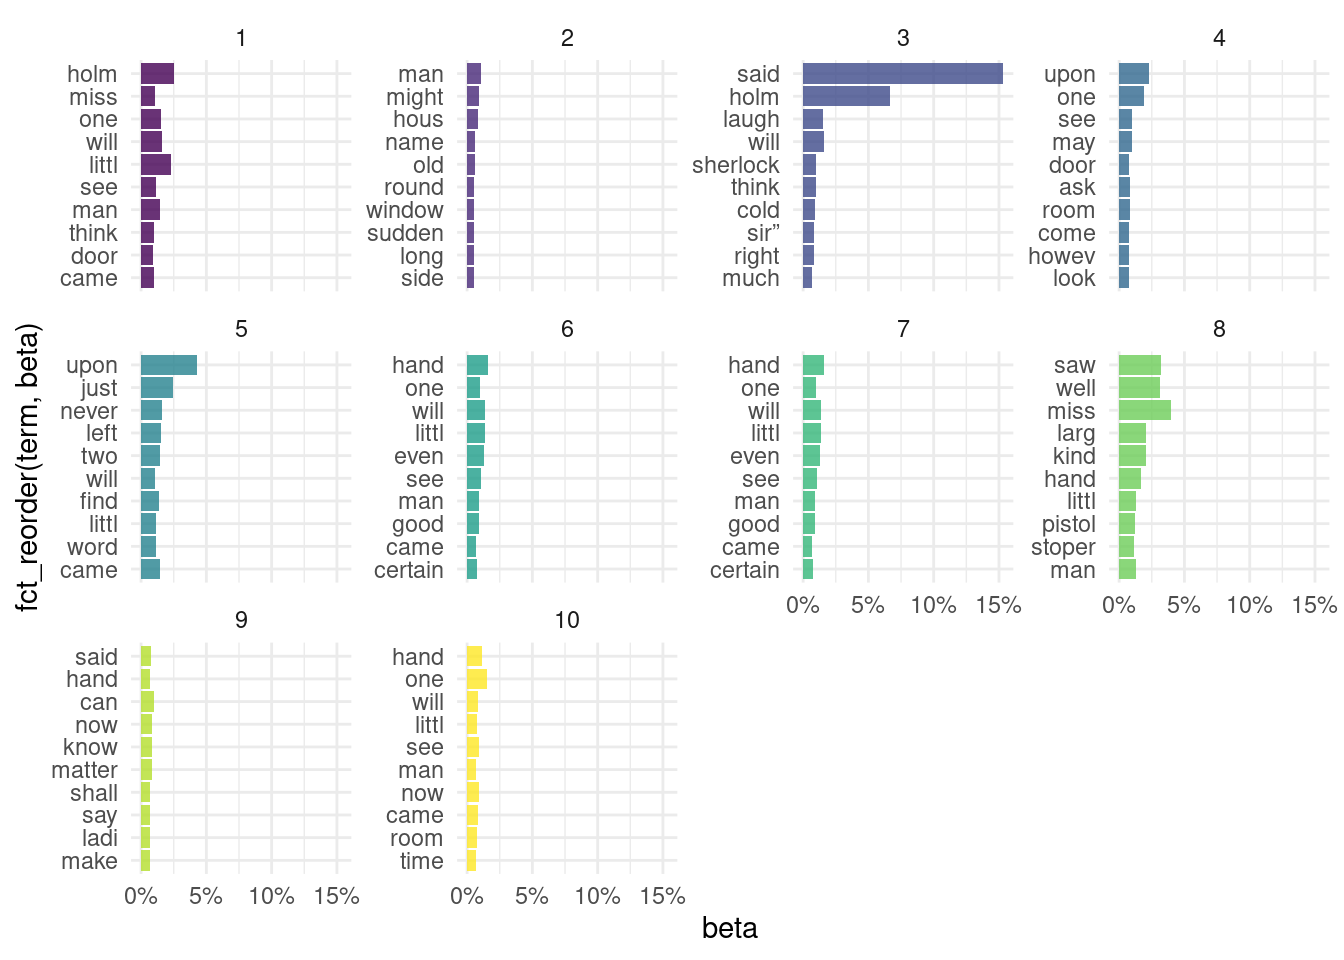 1
holm
miss
one
will
littl
see
man
think
door
came
2
man
might
hous
name
old
round
window
sudden
long
side
3
said
holm
laugh
will
sherlock
think
cold
sir”
right
much
4
upon
one
see
may
door
ask
room
come
howev
look
5
upon
just
never
left
two
will
find
littl
word
came
6
hand
one
will
littl
even
see
man
good
came
certain
7
hand
one
will
littl
even
see
man
good
came
certain
0% 5% 10% 15%
8
saw
well
miss
larg
kind
hand
littl
pistol
stoper
man
0% 5% 10% 15%
9
said
hand
can
now
know
matter
shall
say
ladi
make
0% 5% 10% 15%
10
hand
one
will
littl
see
man
now
came
room
time
0% 5% 10% 15%
beta
fct_reorder(term, beta)